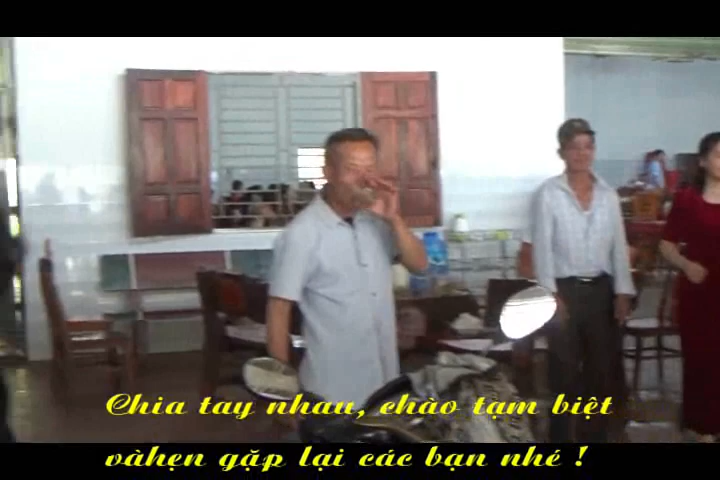 Chia tay nhau, chào tạm biệt
vàhẹn gặp lại các bạn nhé !